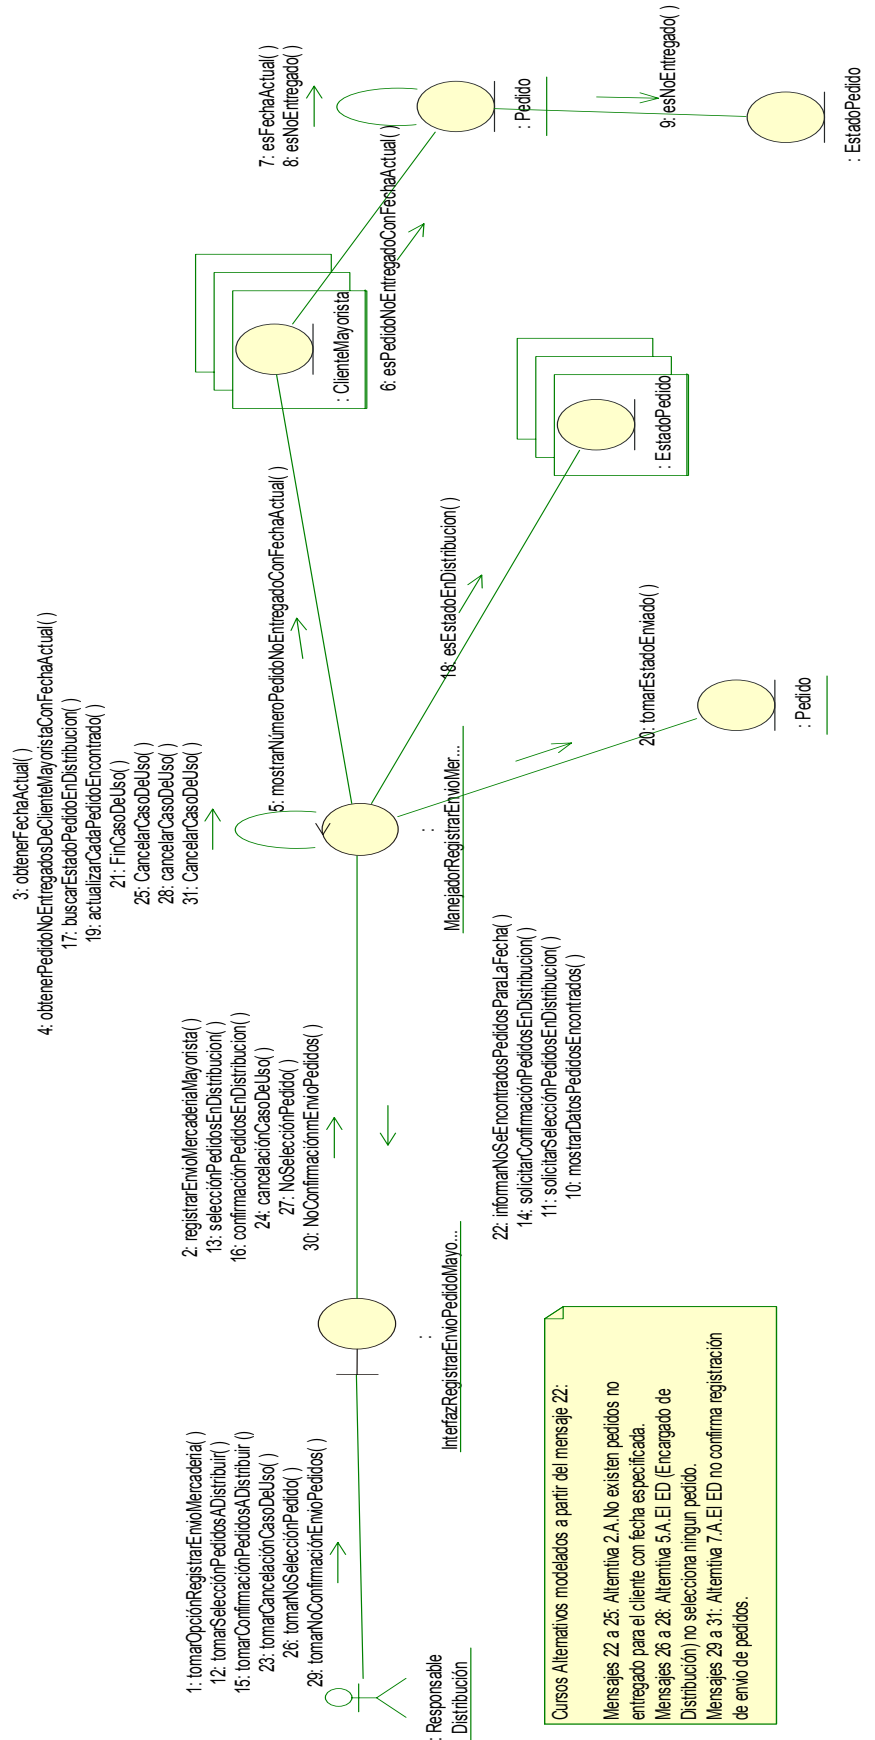 1: tomarOpciónRegistrarEnvioMercaderia( )
12: tomarSelecciónPedidosADistribuir( )
15: tomarConfirmaciónPedidosADistribuir ()
23: tomarCancelaciónCasoDeUso( )
26: tomarNoSelecciónPedido( )
29: tomarNoConfirmaciónEnvioPedidos( )
: Responsable
Distribución
2: registrarEnvioMercaderiaMayorista( )
13: selecciónPedidosEnDistribucion( )
16: confirmaciónPedidosEnDistribucion( )
24: cancelaciónCasoDeUso( )
27: NoSelecciónPedido( )
30: NoConfirmaciónmEnvioPedidos( )
:
InterfazRegistrarEnvioPedidoMayo...
22: informarNoSeEncontradosPedidosParaLaFecha( )
14: solicitarConfirmaciónPedidosEnDistribucion( )
11: solicitarSelecciónPedidosEnDistribucion( )
10: mostrarDatosPedidosEncontrados( )
3: obtenerFechaActual( )
4: obtenerPedidoNoEntregadosDeClienteMayoristaConFechaActual( )
17: buscarEstadoPedidoEnDistribucion( )
19: actualizarCadaPedidoEncontrado( )
21: FinCasoDeUso( )
25: CancelarCasoDeUso( )
28: cancelarCasoDeUso( )
31: CancelarCasoDeUso( )
:
ManejadorRegistrarEnvioMer...
5: mostrarNúmeroPedidoNoEntregadoConFechaActual( )
: ClienteMayorista
6: esPedidoNoEntregadoConFechaActual( )
7: esFechaActual( )
8: esNoEntregado( )
: Pedido
9: esNoEntregado( )
: EstadoPedido
18: esEstadoEnDistribucion( )
: EstadoPedido
20: tomarEstadoEnviado( )
: Pedido
Cursos Alternativos modelados a partir del mensaje 22:
Mensajes 22 a 25: Alterntiva 2.A.No existen pedidos no
entregado para el cliente con fecha especificada.
Mensajes 26 a 28: Alterntiva 5.A.El ED (Encargado de
Distribución) no selecciona ningun pedido.
Mensajes 29 a 31: Alterntiva 7.A.El ED no confirma registración
de envio de pedidos.